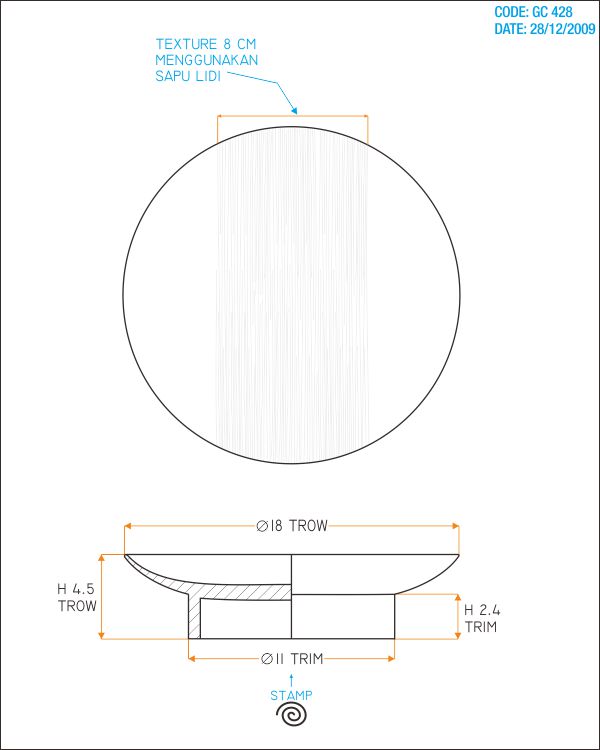 CODE: GC 428
DATE: 28/12/2009
TEXTURE 8 CM
MENGGUNAKAN
SAPU LIDI
∅18 TROW
H 4.5
TROW
H 2.4
TRIM
∅11 TRIM
STAMP